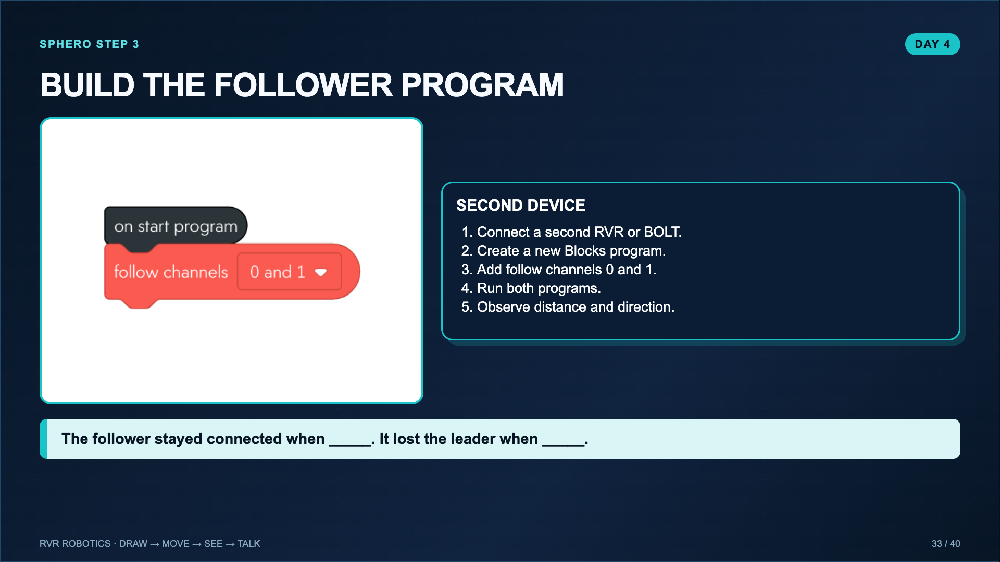 SPHERO STEP 3
DAY 4
BUILD THE FOLLOWER PROGRAM
on start program
follow channels 0 and 1
SECOND DEVICE
1. Connect a second RVR or BOLT.
2. Create a new Blocks program.
3. Add follow channels 0 and 1.
4. Run both programs.
5. Observe distance and direction.
The follower stayed connected when _____. It lost the leader when _____.
RVR ROBOTICS · DRAW → MOVE → SEE → TALK
33 / 40